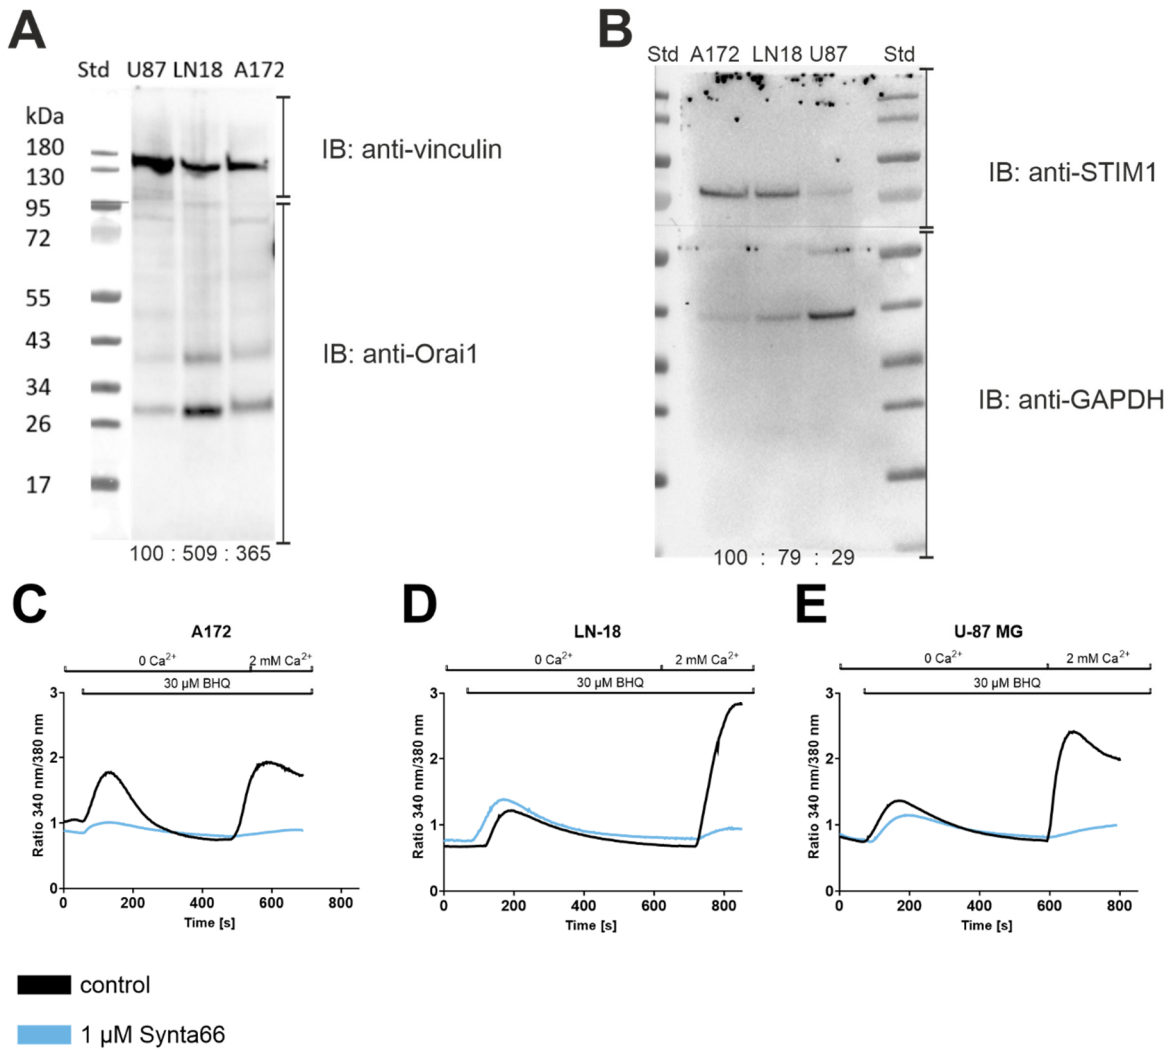 A
Std U87 LN18 A172
kDa
180
130
95
72
55
43
34
26
17
IB: anti-vinculin
IB: anti-Orai1
100 : 509 : 365
B
Std A172 LN18 U87 Std
IB: anti-STIM1
IB: anti-GAPDH
100 : 79 : 29
C
A172
0 Ca²⁺ 2 mM Ca²⁺
30 µM BHQ
Ratio 340 nm/380 nm
3
2
1
0
0 200 400 600 800
Time [s]
D
LN-18
0 Ca²⁺ 2 mM Ca²⁺
30 µM BHQ
Ratio 340 nm/380 nm
3
2
1
0
0 200 400 600 800
Time [s]
E
U-87 MG
0 Ca²⁺ 2 mM Ca²⁺
30 µM BHQ
Ratio 340 nm/380 nm
3
2
1
0
0 200 400 600 800
Time [s]
control
1 µM Synta66